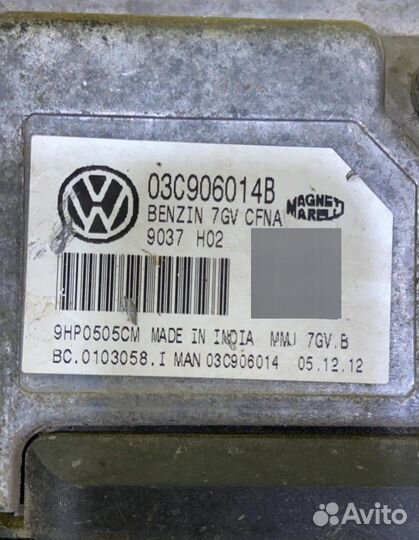 03C906014B
BENZIN 7GV CFNA
MAGNETI
MARELLI
9037 H02
9HP0505CM MADE IN INDIA MMJ 7GV.B
BC.0103058.I MAN 03C906014 05.12.12
Avito